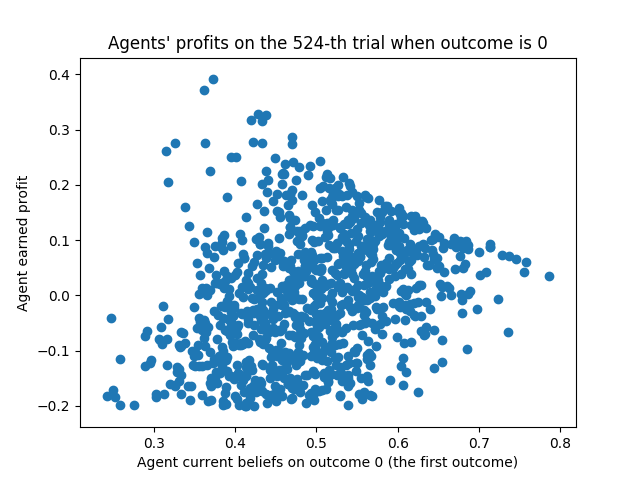 Agents' profits on the 524-th trial when outcome is 0
0.4
0.3
0.2
0.1
0.0
−0.1
−0.2
Agent earned profit
0.3 0.4 0.5 0.6 0.7 0.8
Agent current beliefs on outcome 0 (the first outcome)